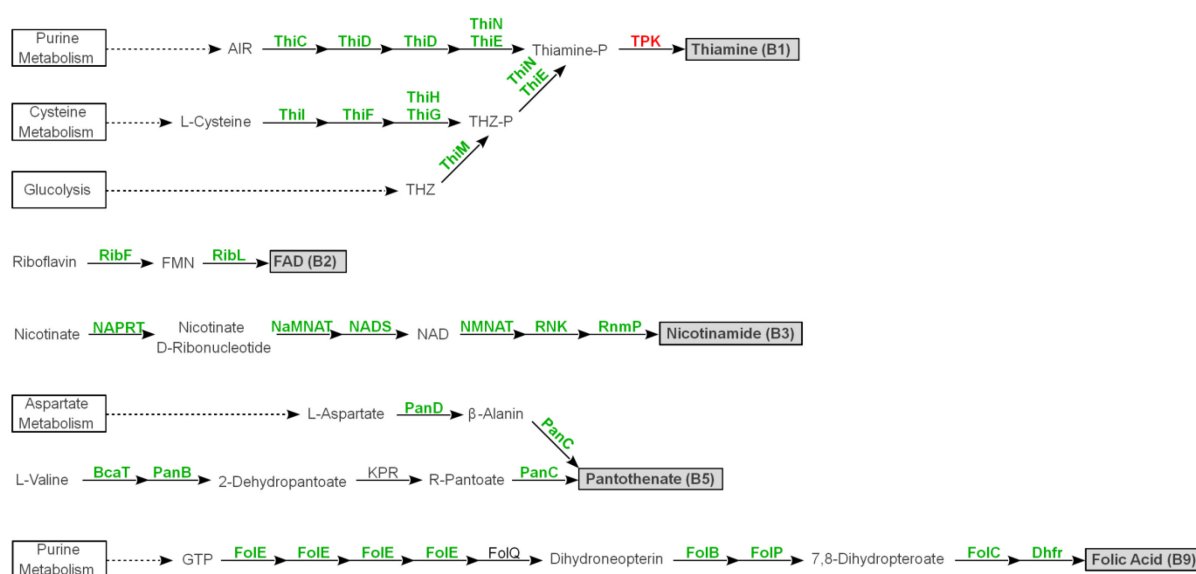 ThiN
Purine Metabolism AIR ThiC ThiD ThiD ThiE Thiamine-P TPK Thiamine (B1)
ThiN
ThiE
ThiH
Cysteine Metabolism L-Cysteine ThiI ThiF ThiG THZ-P
ThiM
Glucolysis THZ
Riboflavin RibF FMN RibL FAD (B2)
Nicotinate NAPRT Nicotinate D-Ribonucleotide NaMNAT NADS NAD NMNAT RNK RnmP Nicotinamide (B3)
Aspartate Metabolism L-Aspartate PanD β-Alanin
PanC
L-Valine BcaT PanB 2-Dehydropantoate KPR R-Pantoate PanC Pantothenate (B5)
Purine Metabolism GTP FolE FolE FolE FolE FolQ Dihydroneopterin FolB FolP 7,8-Dihydropteroate FolC Dhfr Folic Acid (B9)